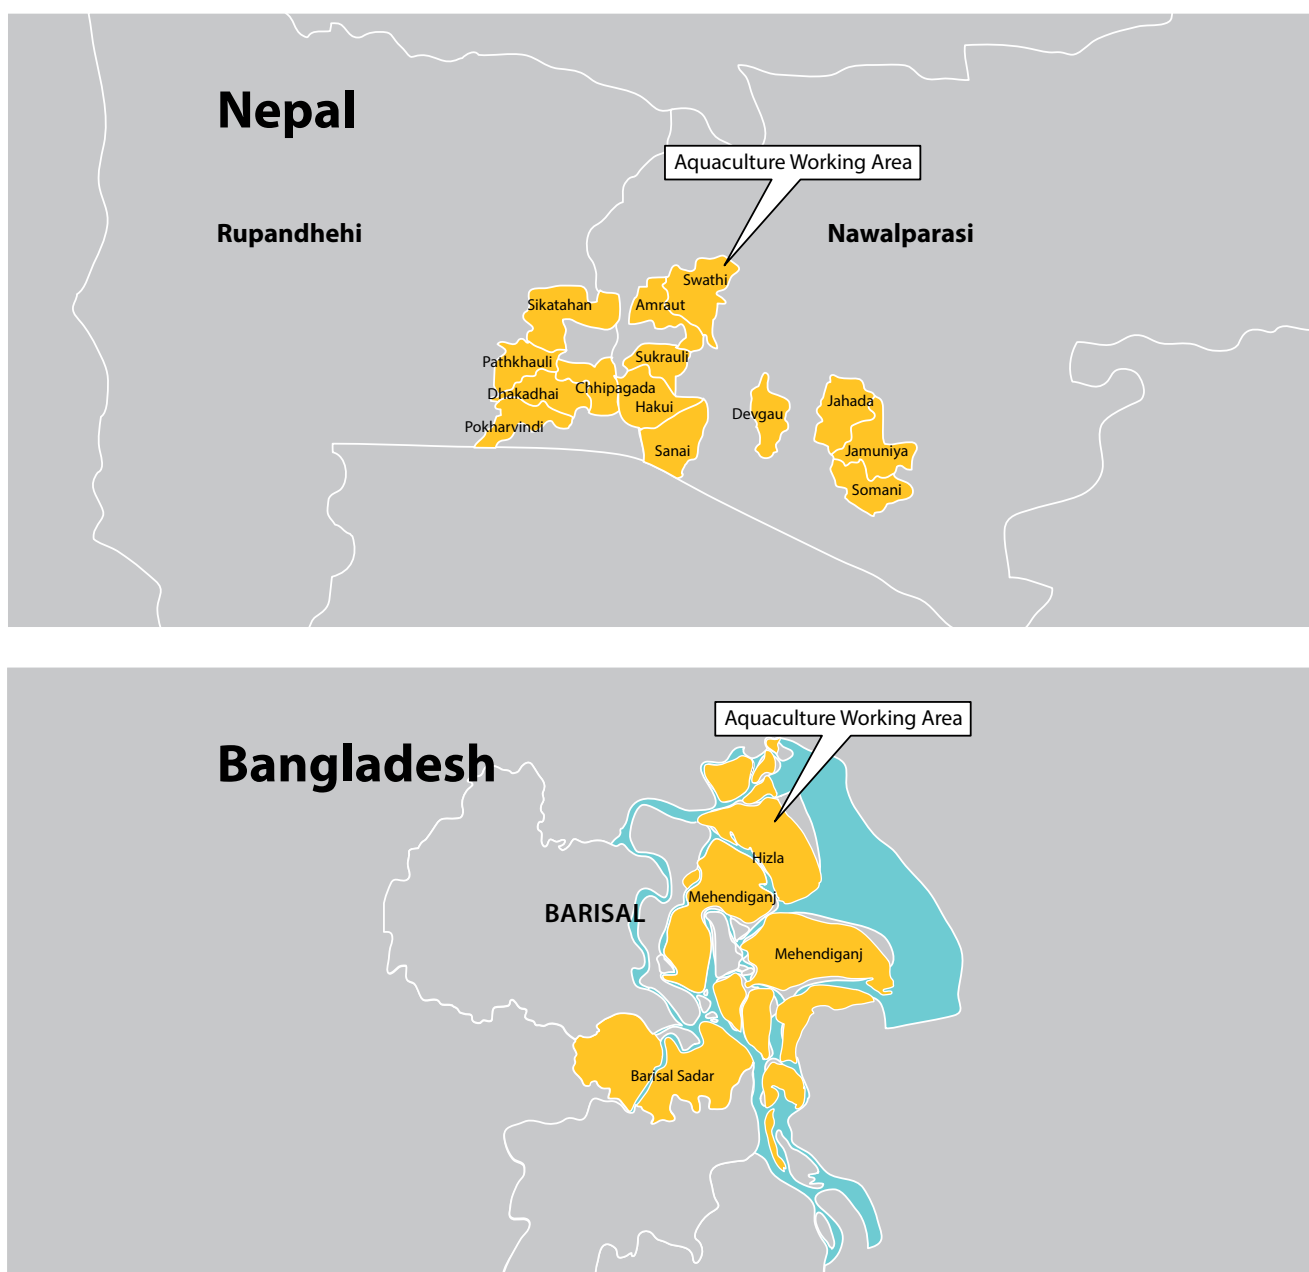 Nepal
Aquaculture Working Area
Rupandhehi
Nawalparasi
Swathi
Sikatahan
Amraut
Pathkhauli
Sukrauli
Dhakadhai
Chhipagada
Hakui
Devgau
Jahada
Pokharvindi
Sanai
Jamuniya
Somani
Aquaculture Working Area
Bangladesh
Hizla
Mehendiganj
BARISAL
Mehendiganj
Barisal Sadar